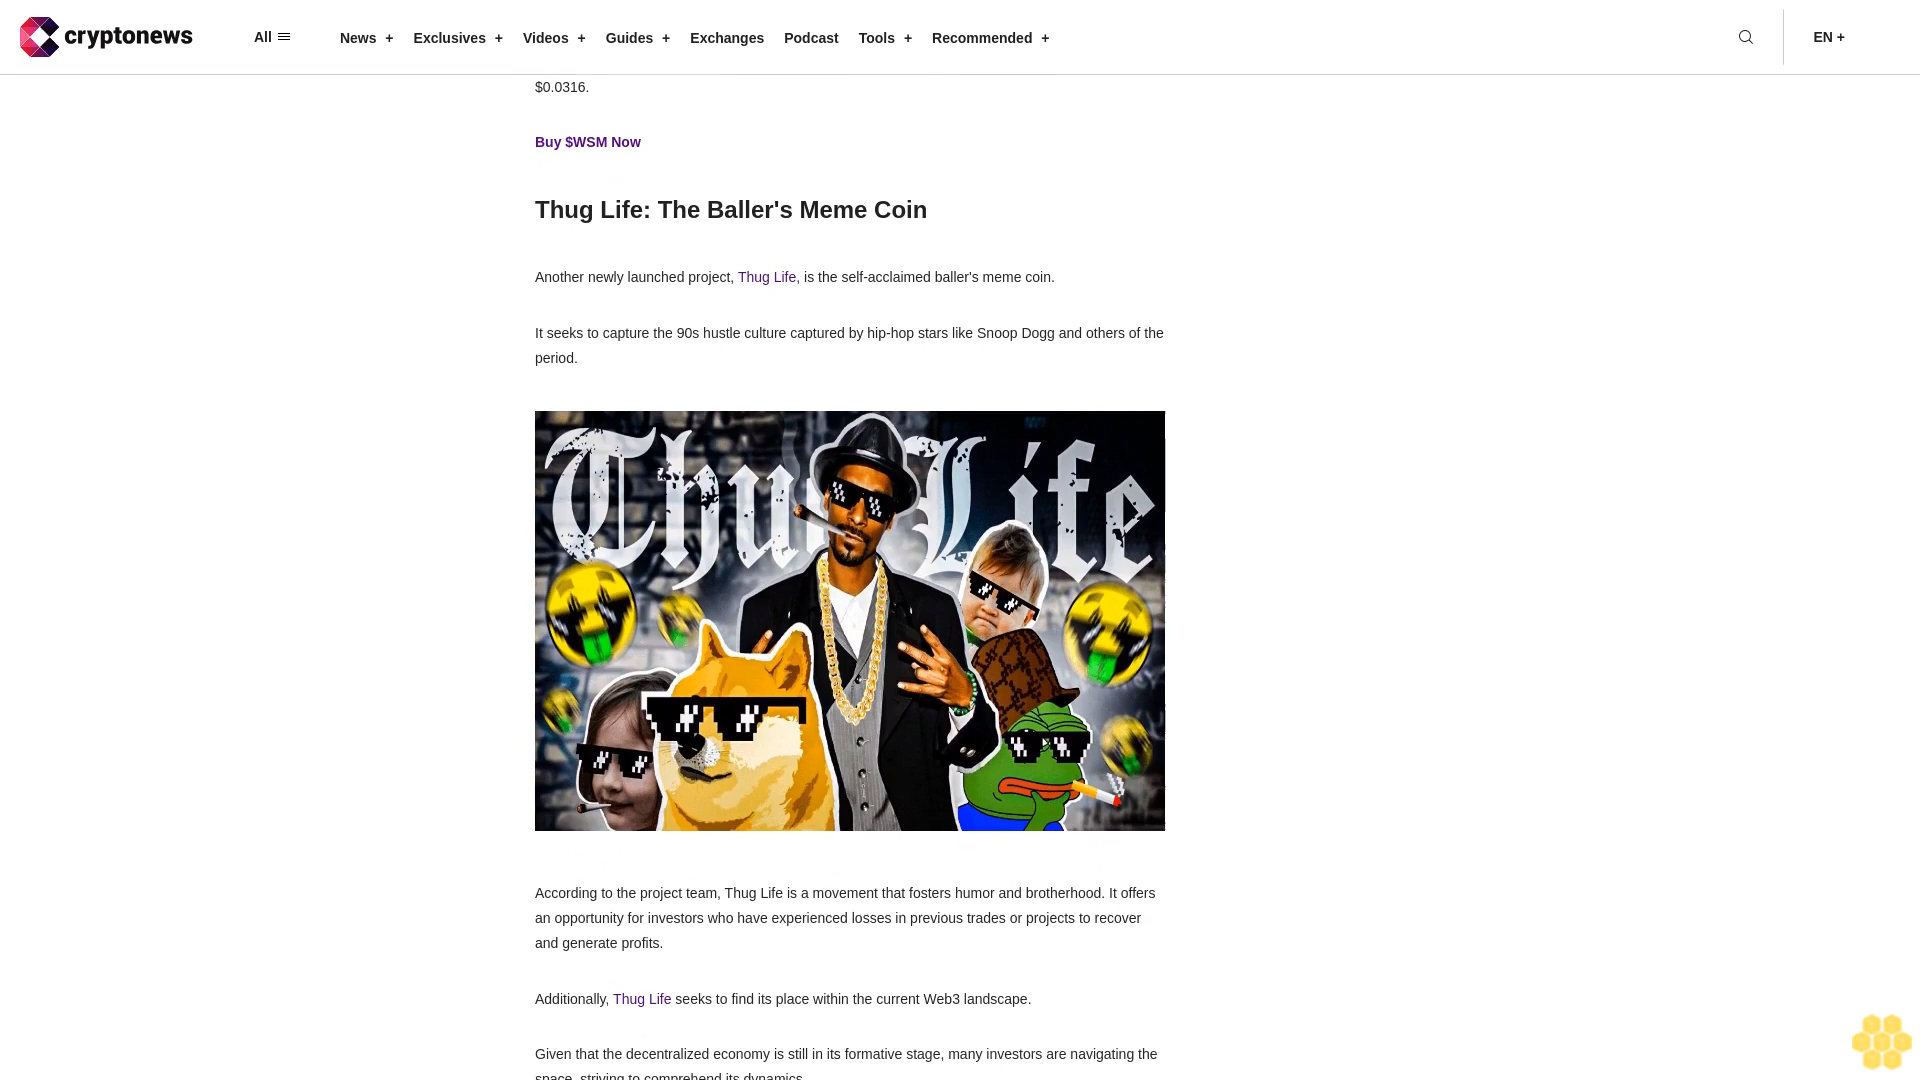 cryptonews
All
News + Exclusives + Videos + Guides + Exchanges Podcast Tools + Recommended +
EN +
$0.0316.
Buy $WSM Now
Thug Life: The Baller's Meme Coin
Another newly launched project, Thug Life, is the self-acclaimed baller's meme coin.
It seeks to capture the 90s hustle culture captured by hip-hop stars like Snoop Dogg and others of the
period.
Thug Life
According to the project team, Thug Life is a movement that fosters humor and brotherhood. It offers
an opportunity for investors who have experienced losses in previous trades or projects to recover
and generate profits.
Additionally, Thug Life seeks to find its place within the current Web3 landscape.
Given that the decentralized economy is still in its formative stage, many investors are navigating the
space, striving to comprehend its dynamics.